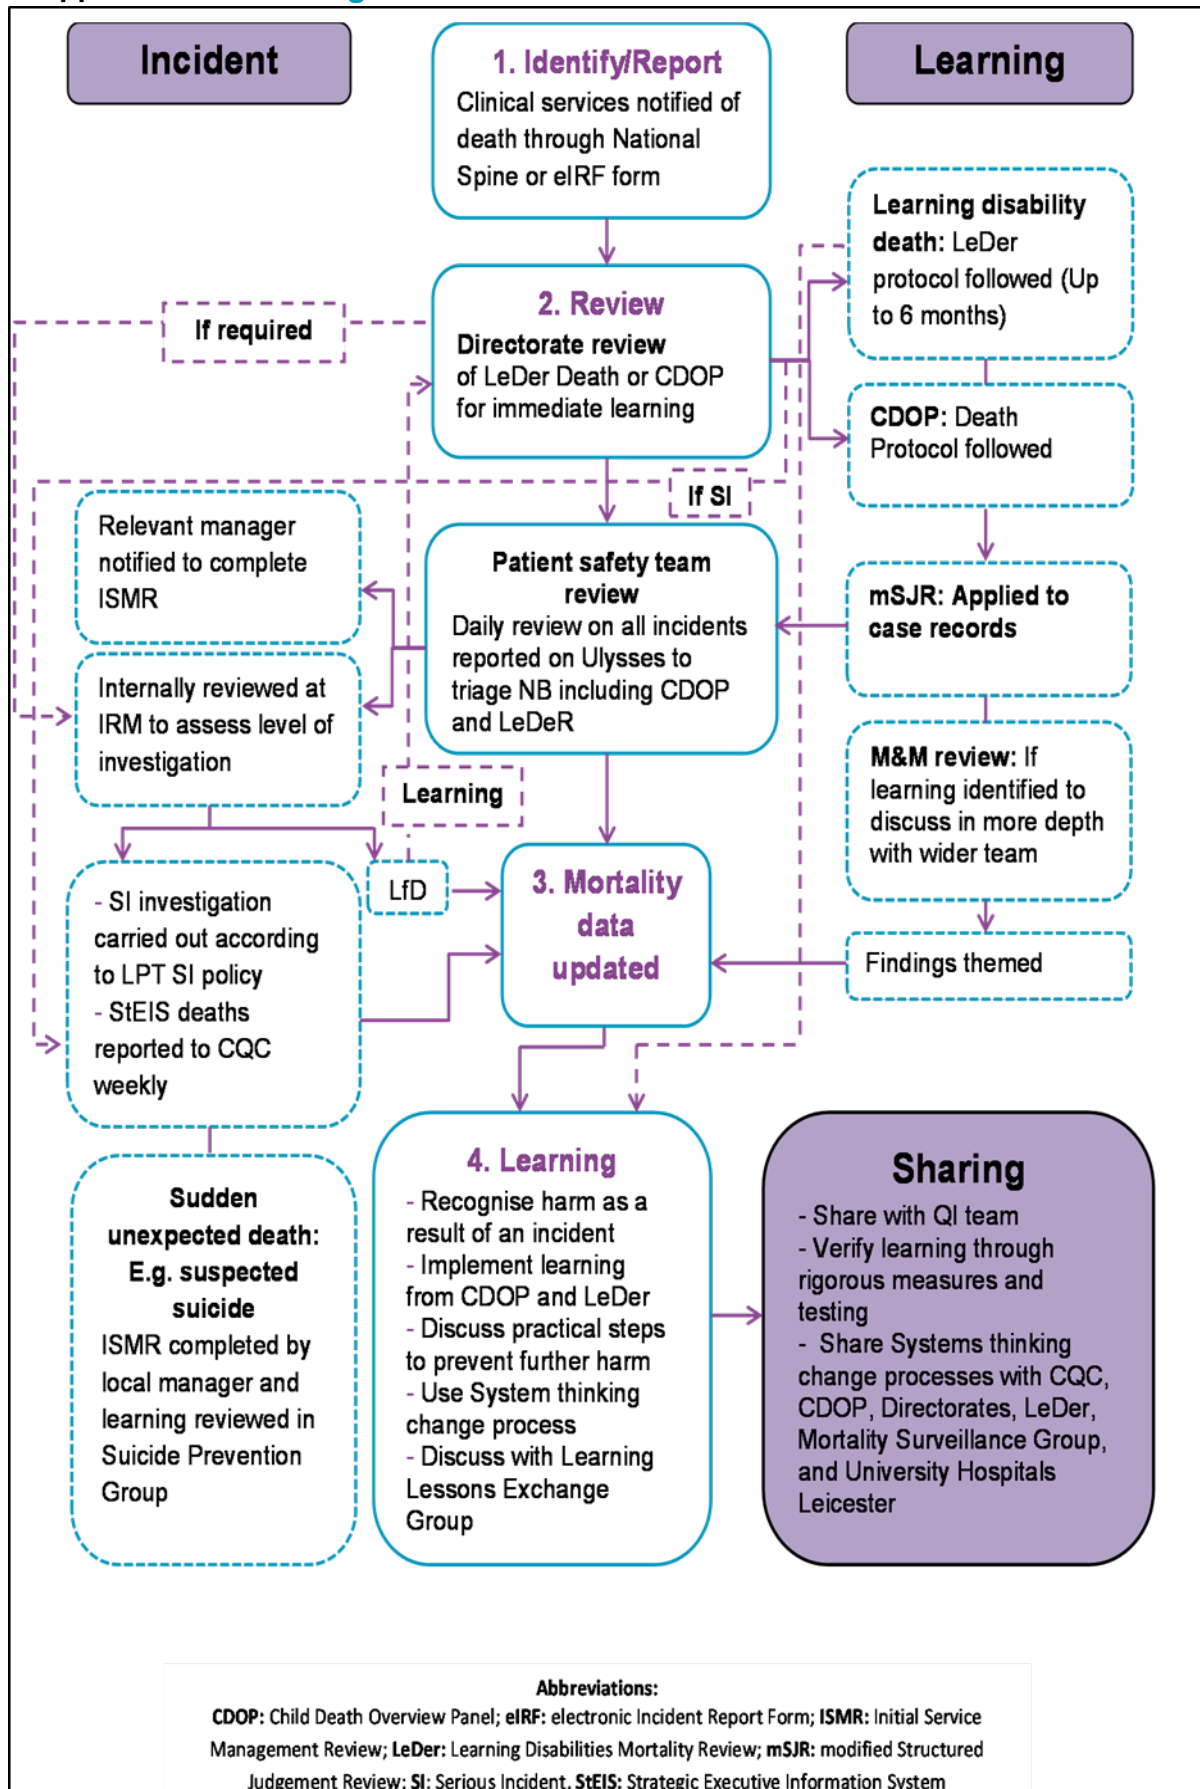 Incident
1. Identify/Report
Clinical services notified of
death through National
Spine or eIRF form
Learning
Learning disability
death: LeDer
protocol followed (Up
to 6 months)
If required
2. Review
Directorate review
of LeDer Death or CDOP
for immediate learning
CDOP: Death
Protocol followed
If SI
Relevant manager
notified to complete
ISMR
Patient safety team
review
Daily review on all incidents
reported on Ulysses to
triage NB including CDOP
and LeDeR
mSJR: Applied to
case records
Internally reviewed at
IRM to assess level of
investigation
M&M review: If
learning identified to
discuss in more depth
with wider team
Learning
LfD
3. Mortality
data
updated
Findings themed
- SI investigation
carried out according
to LPT SI policy
- StEIS deaths
reported to CQC
weekly
Sudden
unexpected death:
E.g. suspected
suicide
ISMR completed by
local manager and
learning reviewed in
Suicide Prevention
Group
4. Learning
- Recognise harm as a
result of an incident
- Implement learning
from CDOP and LeDer
- Discuss practical steps
to prevent further harm
- Use System thinking
change process
- Discuss with Learning
Lessons Exchange
Group
Sharing
- Share with QI team
- Verify learning through
rigorous measures and
testing
- Share Systems thinking
change processes with CQC,
CDOP, Directorates, LeDer,
Mortality Surveillance Group,
and University Hospitals
Leicester
Abbreviations:
CDOP: Child Death Overview Panel; eIRF: electronic Incident Report Form; ISMR: Initial Service
Management Review; LeDer: Learning Disabilities Mortality Review; mSJR: modified Structured
Judgement Review; SI: Serious Incident, StEIS: Strategic Executive Information System